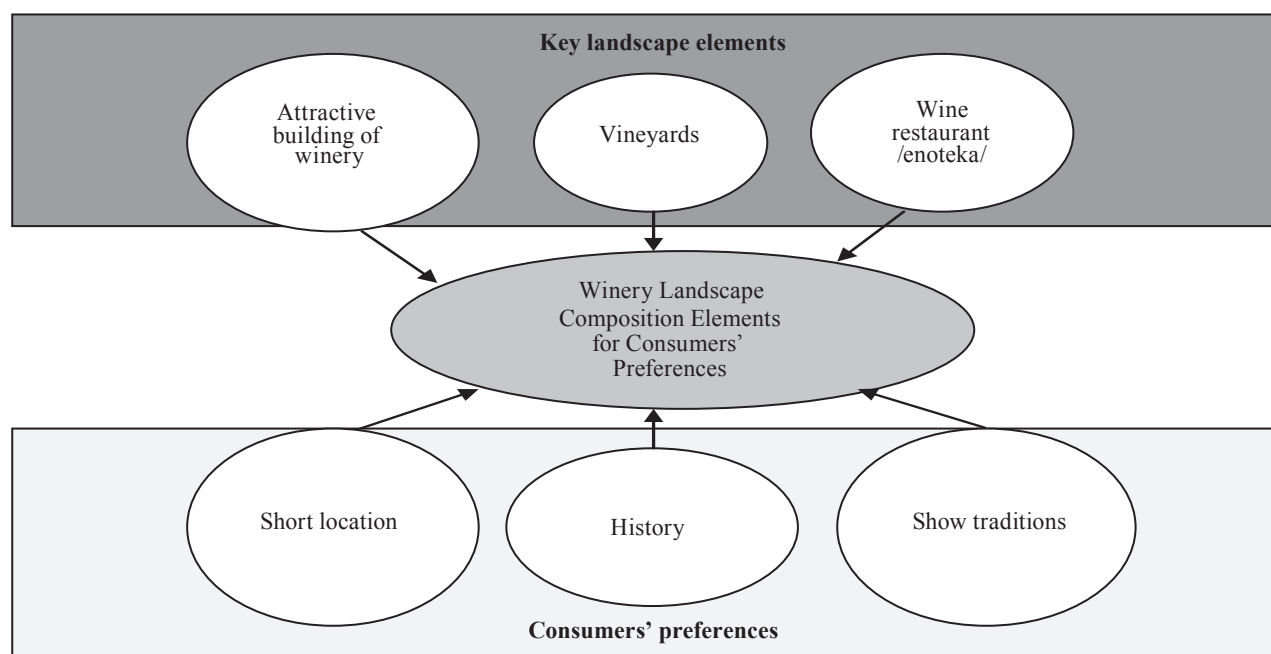 Key landscape elements
Attractive
building of
winery
Vineyards
Wine
restaurant
/enoteka/
Winery Landscape
Composition Elements
for Consumers’
Preferences
Short location
History
Show traditions
Consumers’ preferences